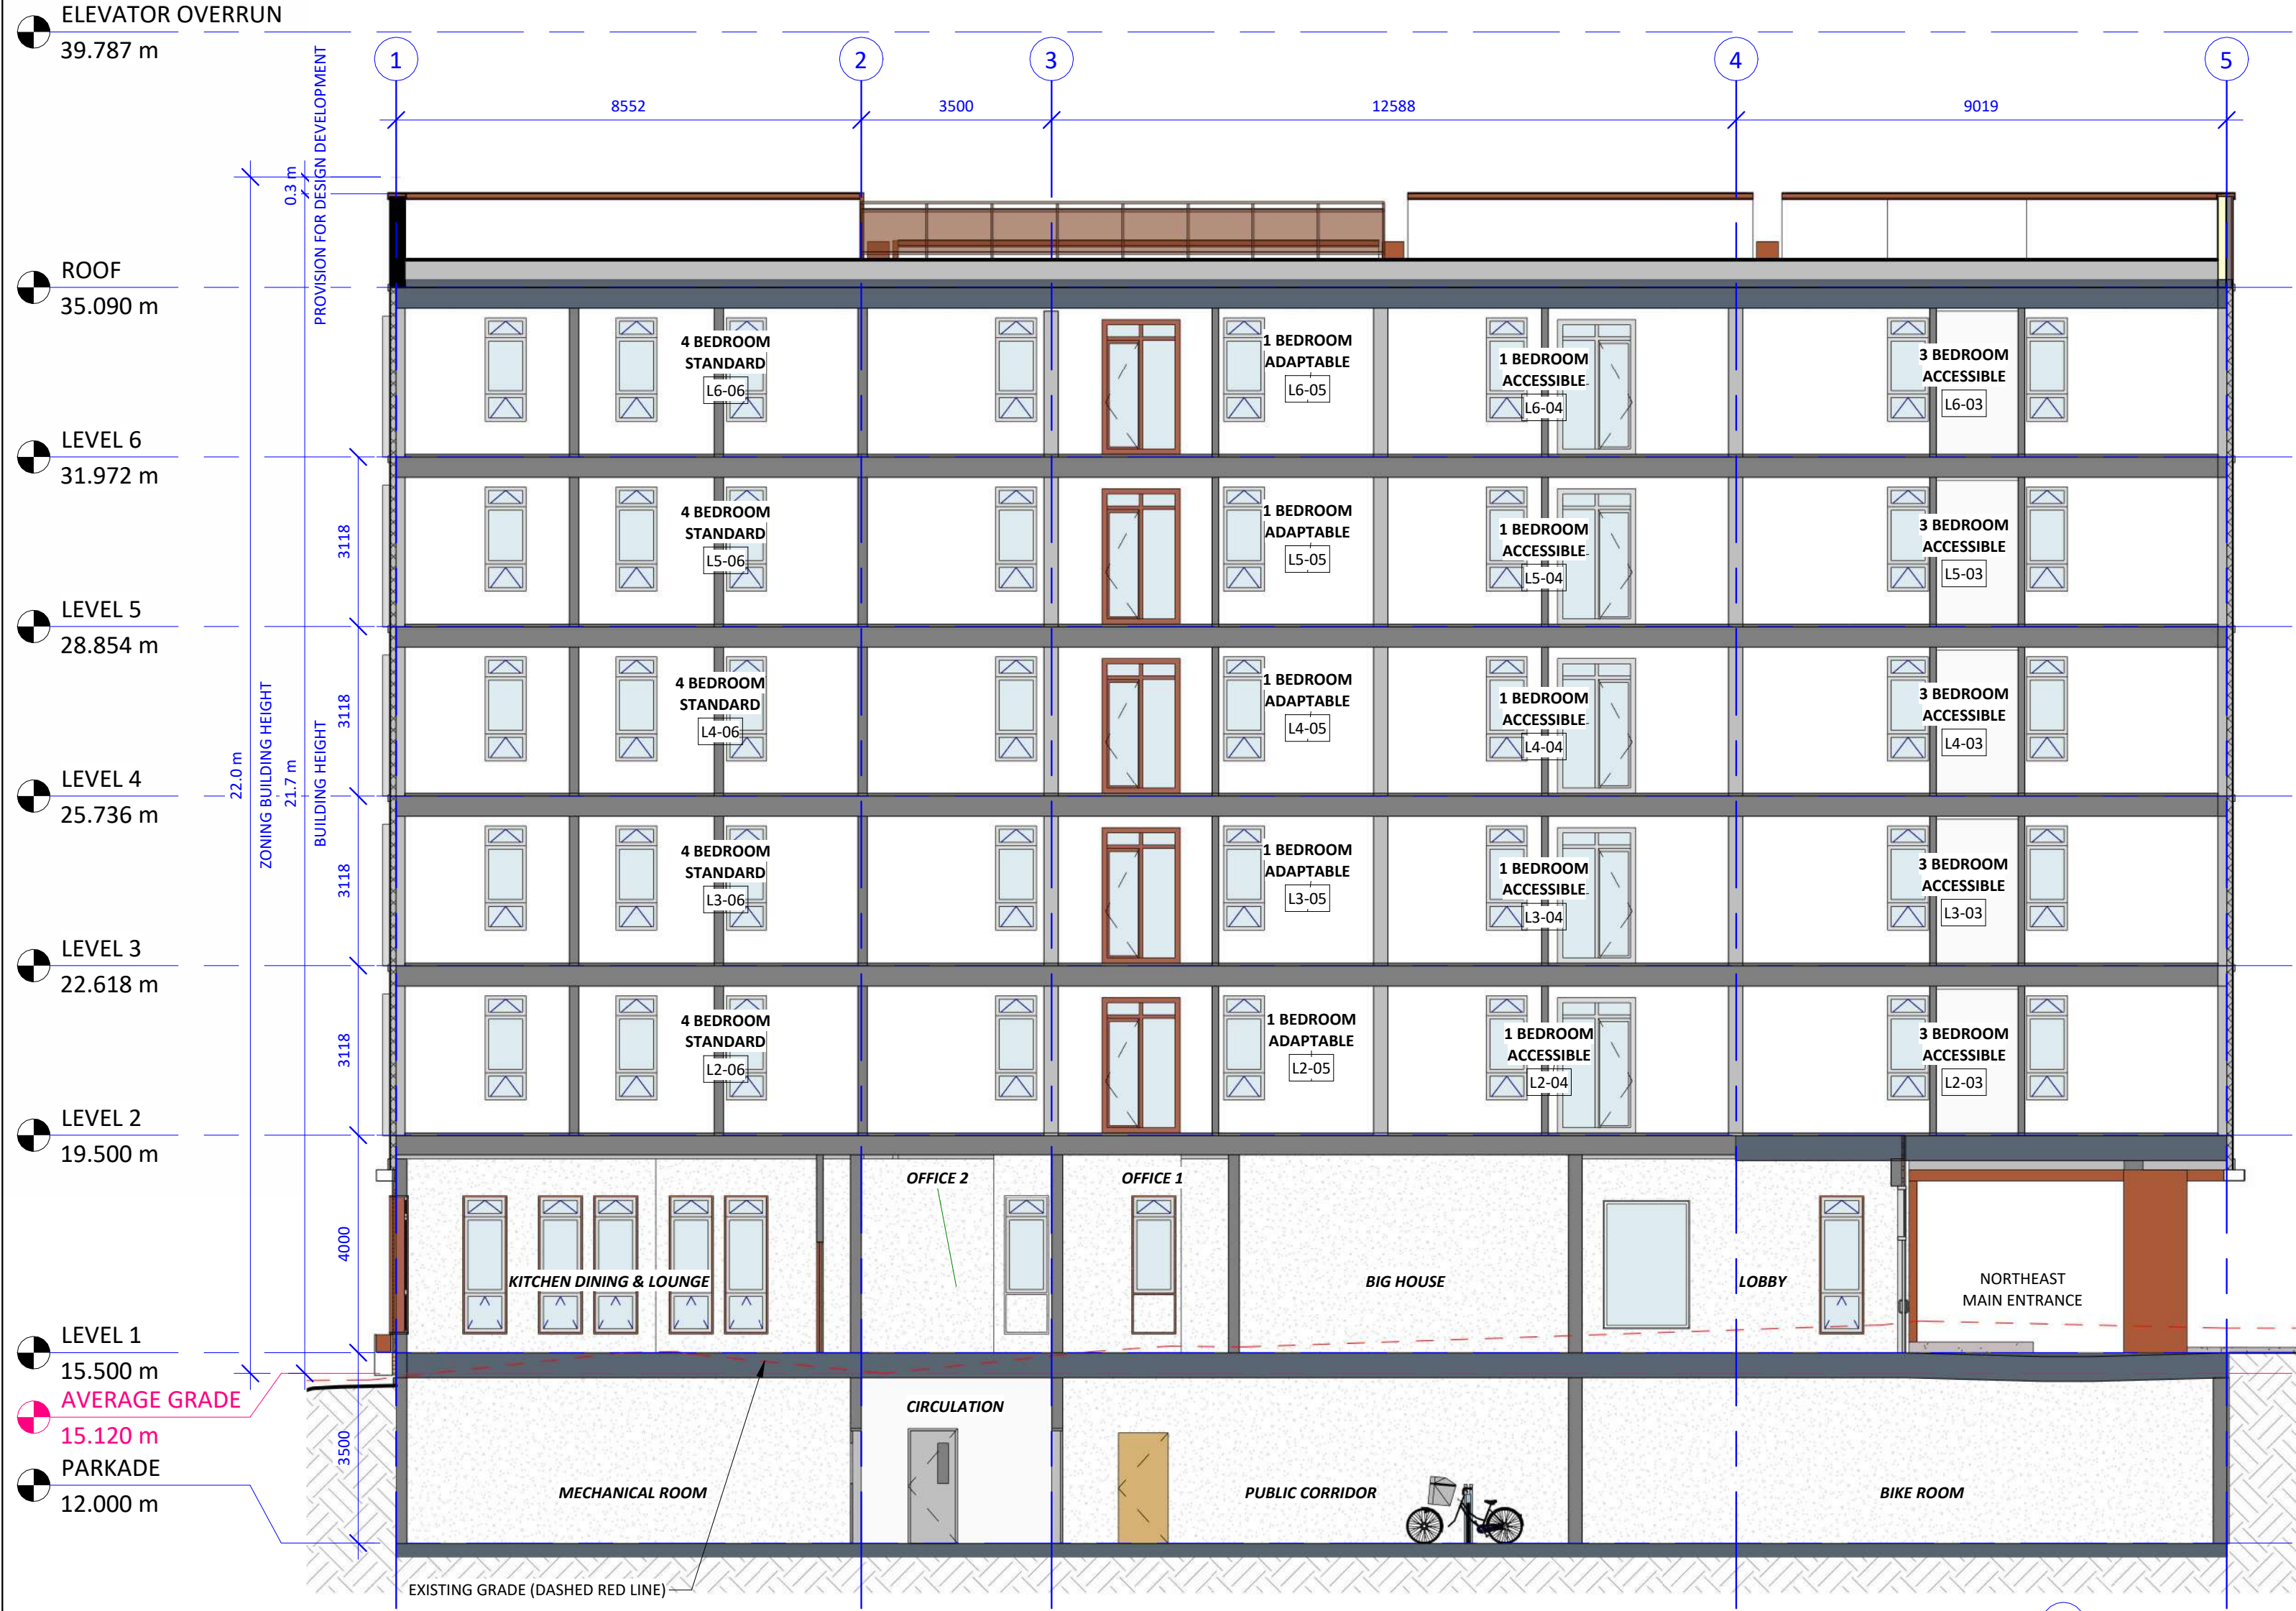 ELEVATOR OVERRUN
39.787 m
1
2
3
4
5
8552
3500
12588
9019
0.3 m
PROVISION FOR DESIGN DEVELOPMENT
ROOF
35.090 m
4 BEDROOM
STANDARD
L6-06
1 BEDROOM
ADAPTABLE
L6-05
1 BEDROOM
ACCESSIBLE
L6-04
3 BEDROOM
ACCESSIBLE
L6-03
LEVEL 6
31.972 m
3118
4 BEDROOM
STANDARD
L5-06
1 BEDROOM
ADAPTABLE
L5-05
1 BEDROOM
ACCESSIBLE
L5-04
3 BEDROOM
ACCESSIBLE
L5-03
LEVEL 5
28.854 m
3118
4 BEDROOM
STANDARD
L4-06
1 BEDROOM
ADAPTABLE
L4-05
1 BEDROOM
ACCESSIBLE
L4-04
3 BEDROOM
ACCESSIBLE
L4-03
22.0 m
ZONING BUILDING HEIGHT
21.7 m
BUILDING HEIGHT
LEVEL 4
25.736 m
3118
4 BEDROOM
STANDARD
L3-06
1 BEDROOM
ADAPTABLE
L3-05
1 BEDROOM
ACCESSIBLE
L3-04
3 BEDROOM
ACCESSIBLE
L3-03
LEVEL 3
22.618 m
3118
4 BEDROOM
STANDARD
L2-06
1 BEDROOM
ADAPTABLE
L2-05
1 BEDROOM
ACCESSIBLE
L2-04
3 BEDROOM
ACCESSIBLE
L2-03
LEVEL 2
19.500 m
4000
OFFICE 2
OFFICE 1
KITCHEN DINING & LOUNGE
BIG HOUSE
LOBBY
NORTHEAST
MAIN ENTRANCE
LEVEL 1
15.500 m
AVERAGE GRADE
15.120 m
3500
CIRCULATION
PARKADE
12.000 m
MECHANICAL ROOM
PUBLIC CORRIDOR
BIKE ROOM
EXISTING GRADE (DASHED RED LINE)